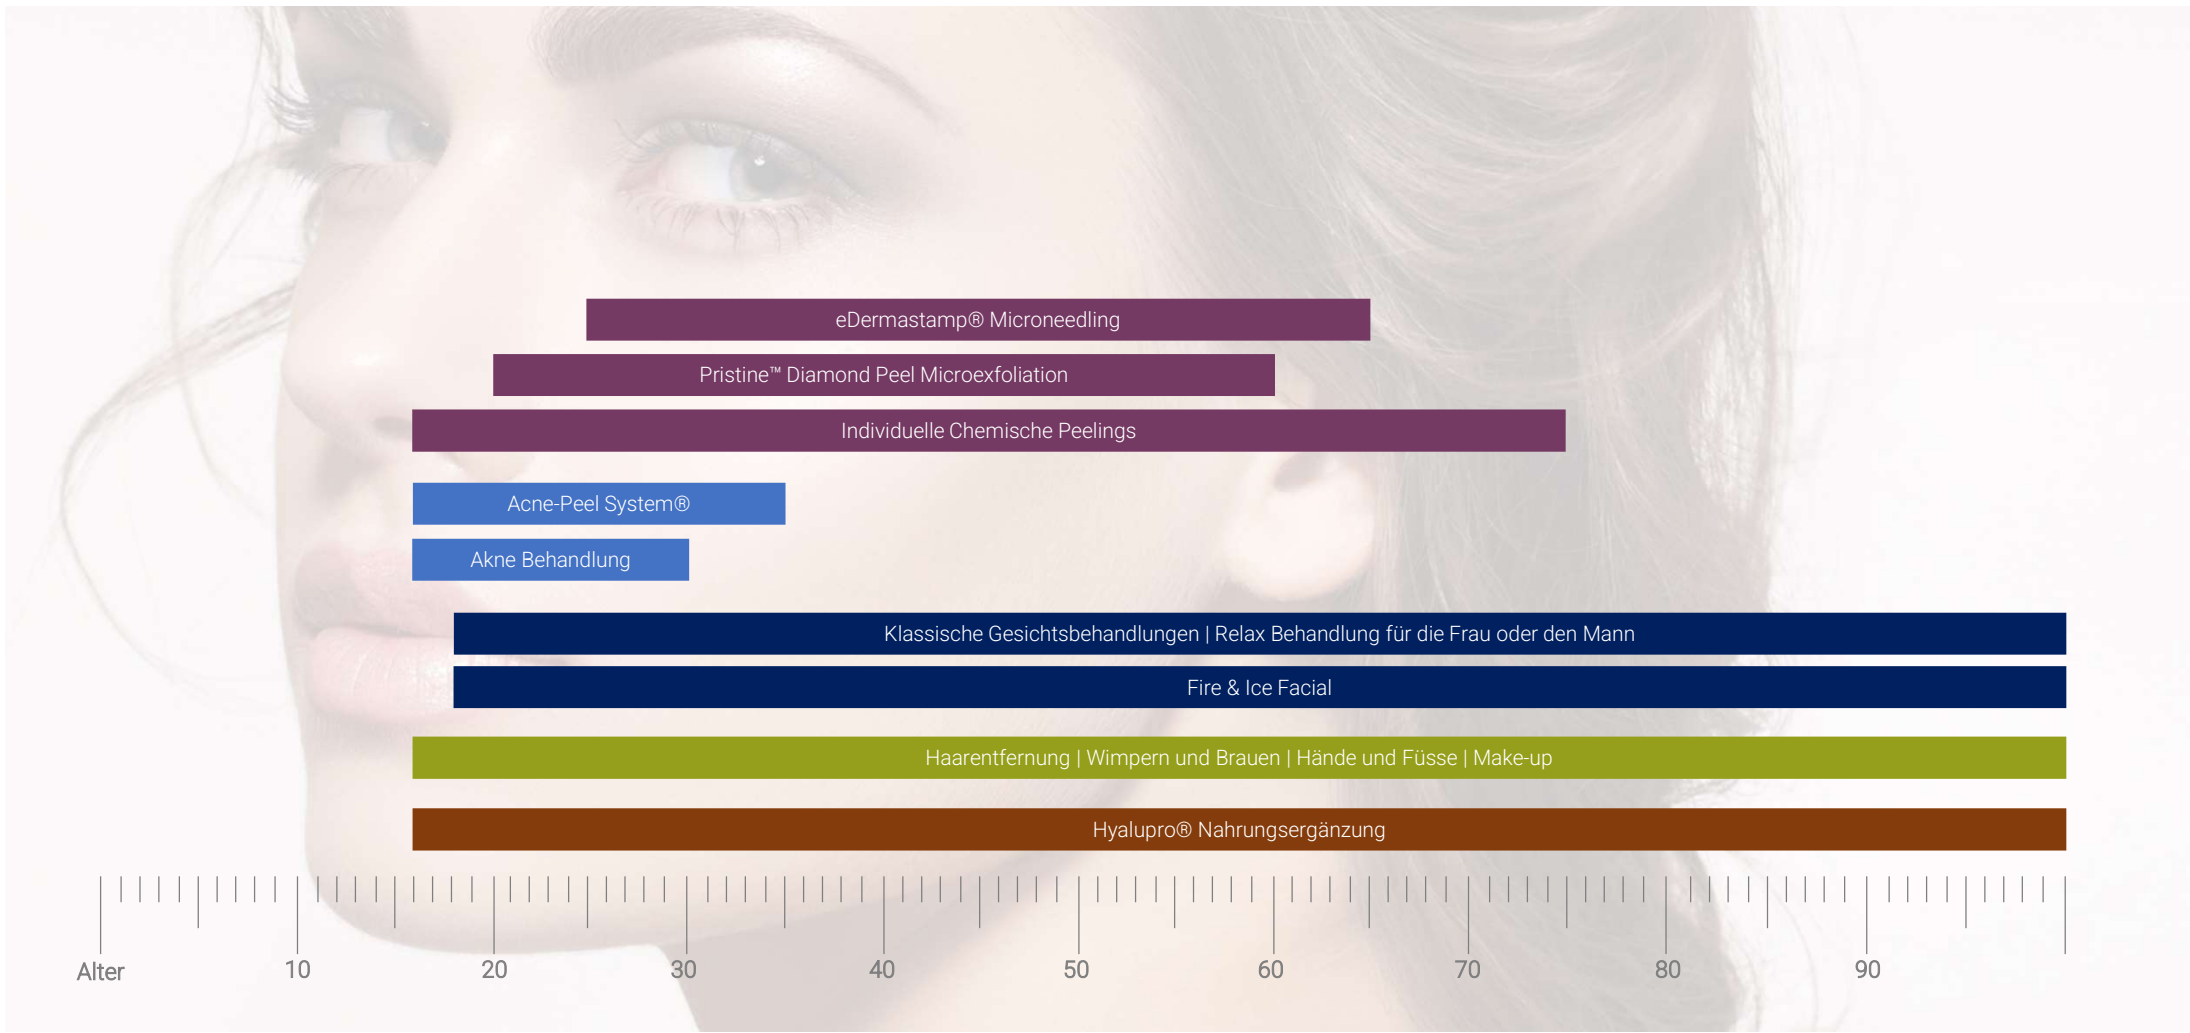 eDermastamp® Microneedling
Pristine™ Diamond Peel Microexfoliation
Individuelle Chemische Peelings
Acne-Peel System®
Akne Behandlung
Klassische Gesichtsbehandlungen | Relax Behandlung für die Frau oder den Mann
Fire & Ice Facial
Haarentfernung | Wimpern und Brauen | Hände und Füsse | Make-up
Hyalupro® Nahrungsergänzung
Alter 10 20 30 40 50 60 70 80 90